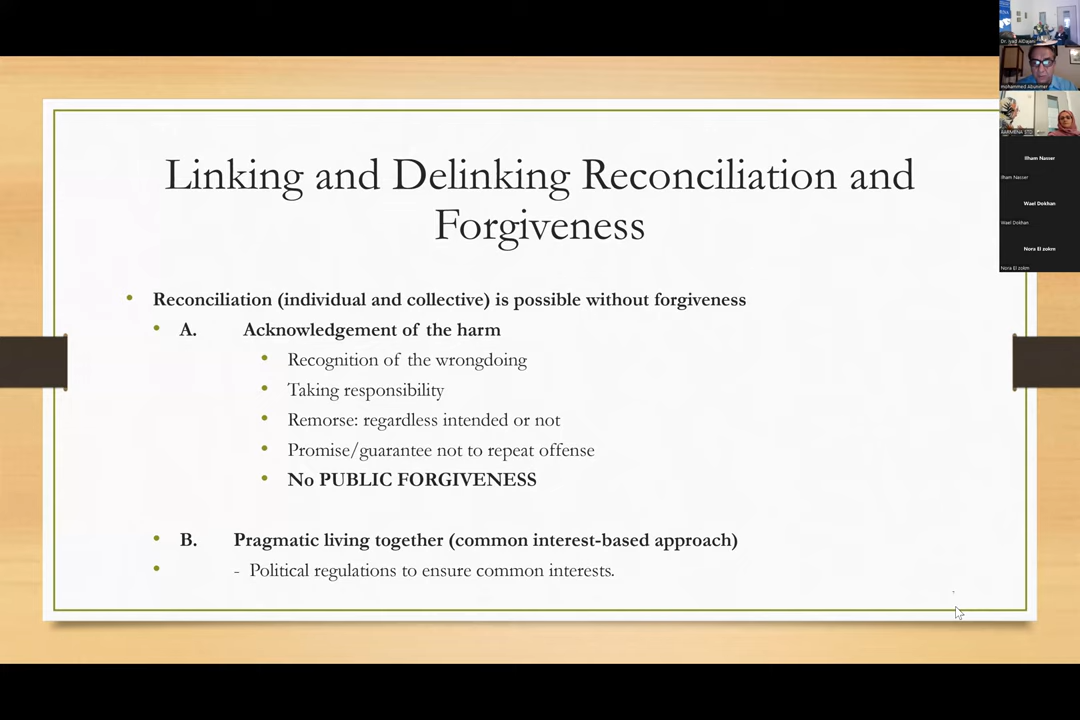 Linking and Delinking Reconciliation and
Forgiveness
• Reconciliation (individual and collective) is possible without forgiveness
• A. Acknowledgement of the harm
• Recognition of the wrongdoing
• Taking responsibility
• Remorse: regardless intended or not
• Promise/guarantee not to repeat offense
• No PUBLIC FORGIVENESS
• B. Pragmatic living together (common interest-based approach)
• - Political regulations to ensure common interests.
Dr. Iyad AlDajani
mohammed Abunimer
Ilham Nasser
Ilham Nasser
Wael Dokhan
Wael Dokhan
Nora El zokm
Nora El zokm